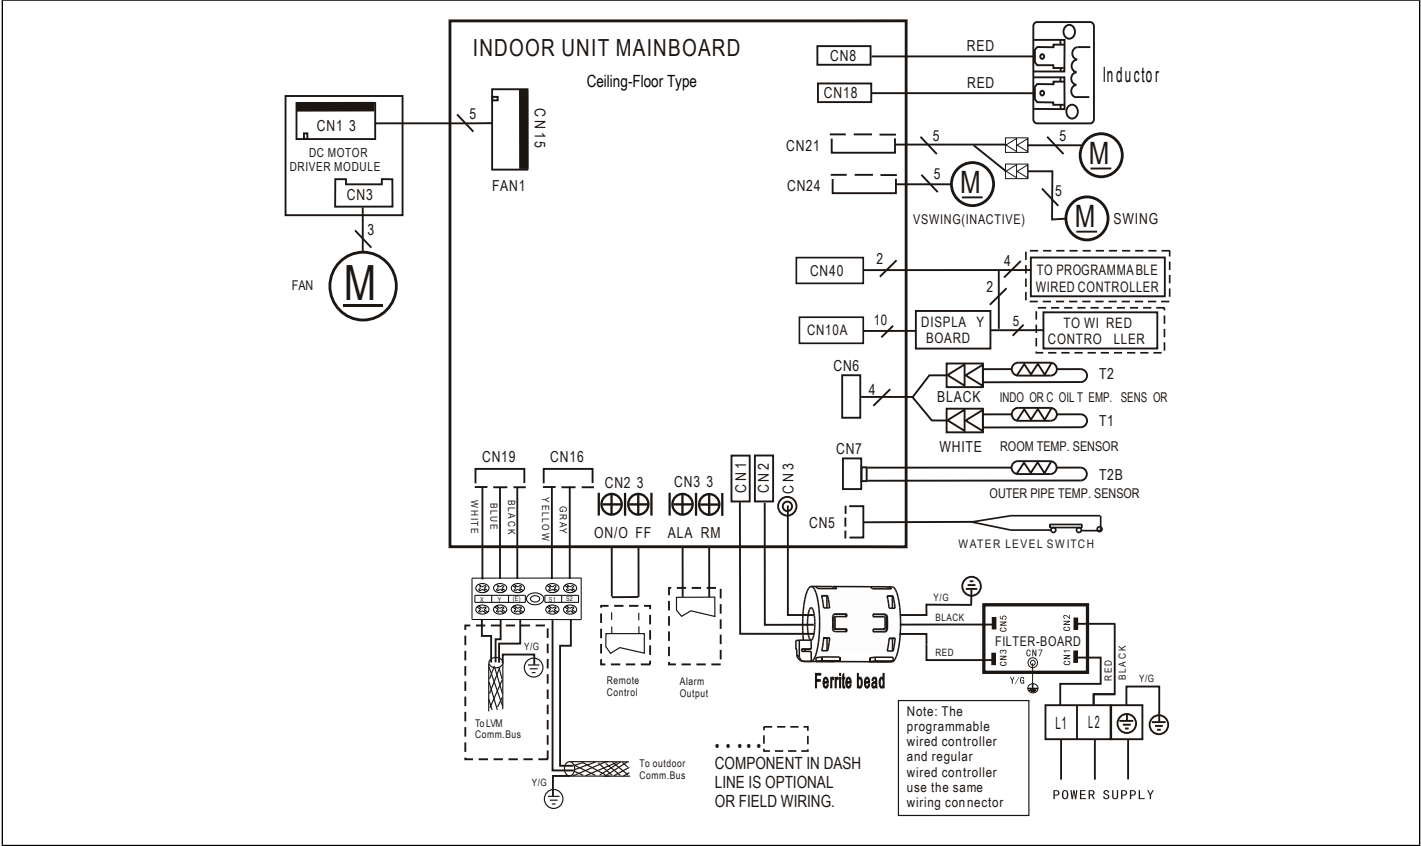 INDOOR UNIT MAINBOARD
Ceiling-Floor Type
CN8
RED
CN18
RED
Inductor
CN1 3
DC MOTOR
DRIVER MODULE
CN3
3
FAN
M
5
CN15
FAN1
CN21
5
5
M
CN24
5
M
VSWING(INACTIVE)
5
M
SWING
CN40
2
4
TO PROGRAMMABLE
WIRED CONTROLLER
2
CN10A
10
DISPLA Y
BOARD
5
TO WI RED
CONTRO LLER
CN6
4
BLACK
T2
INDO OR C OIL T EMP. SENS OR
WHITE
T1
ROOM TEMP. SENSOR
CN7
T2B
OUTER PIPE TEMP. SENSOR
CN5
WATER LEVEL SWITCH
CN19
CN16
CN2 3
ON/O FF
CN3 3
ALA RM
CN1
CN2
CN3
WHITE
BLUE
BLACK
YELLOW
GRAY
X
Y
(E)
S1
S2
Y/G
To LVM
Comm.Bus
Remote
Control
Alarm
Output
Y/G
To outdoor
Comm.Bus
Ferrite bead
Y/G
BLACK
RED
CN5
CN2
FILTER-BOARD
CN3
CN7
CN1
Y/G
RED
BLACK
Y/G
L1
L2
POWER SUPPLY
COMPONENT IN DASH
LINE IS OPTIONAL
OR FIELD WIRING.
Note: The
programmable
wired controller
and regular
wired controller
use the same
wiring connector